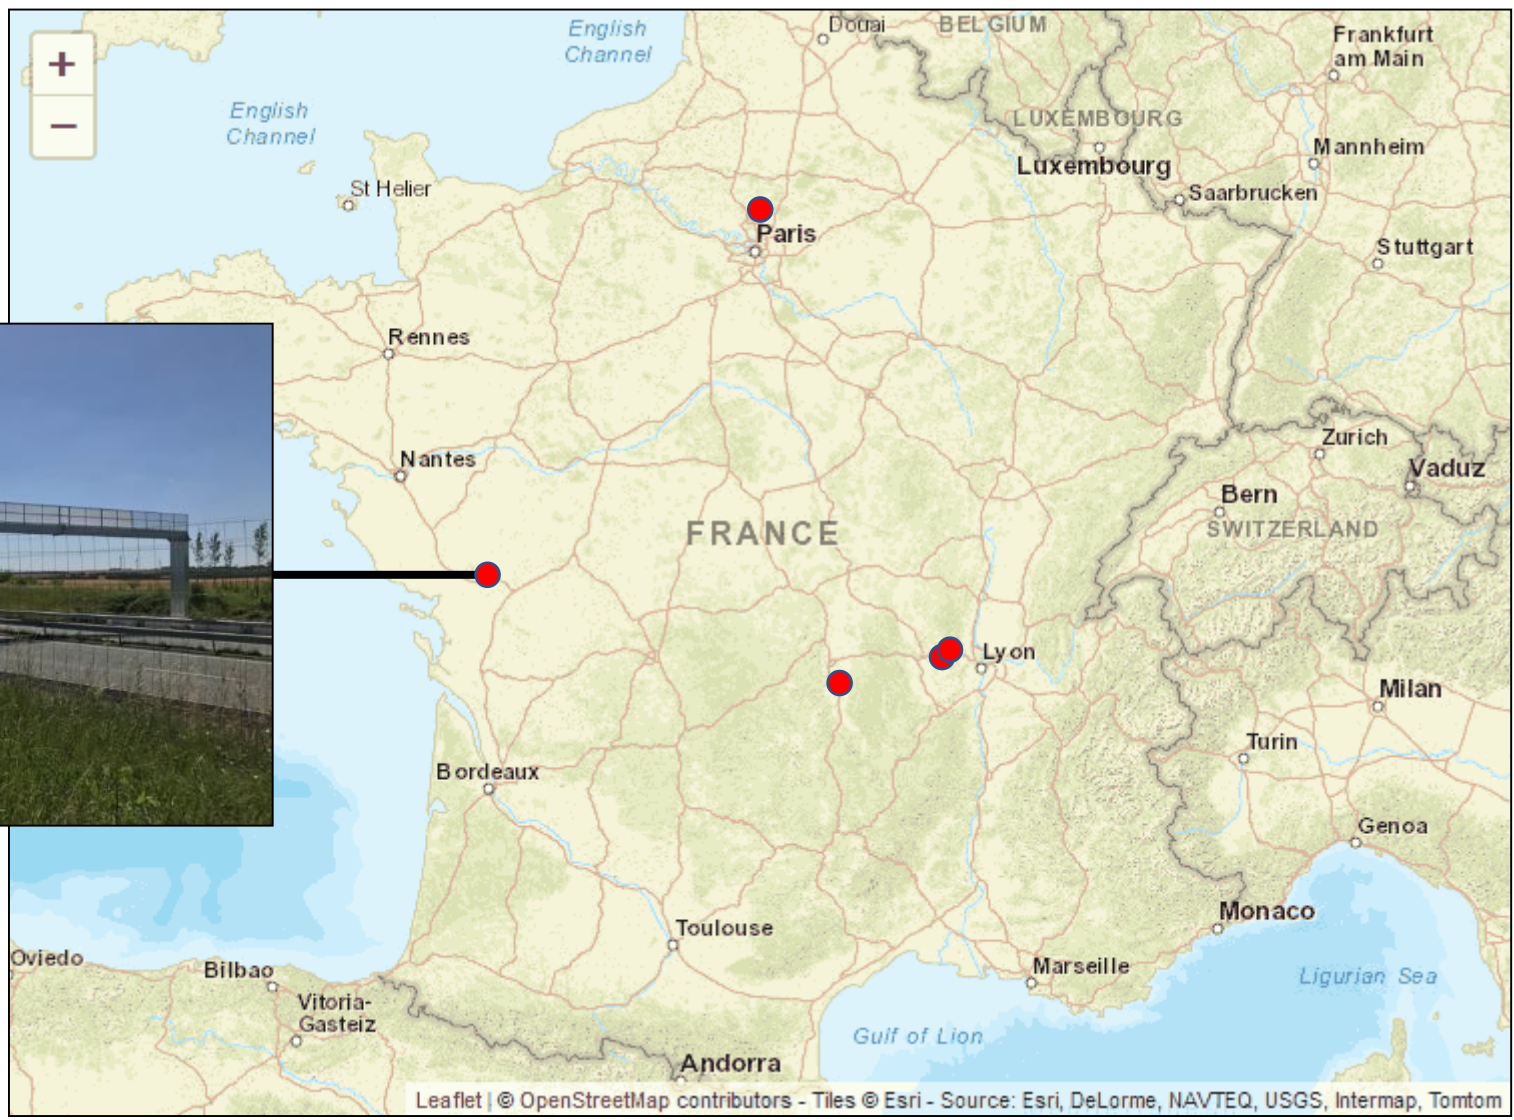 Douai
BELGIUM
English
Channel
Frankfurt
am Main
+
−
English
Channel
LUXEMBOURG
Luxembourg
Mannheim
St Helier
Saarbrucken
Paris
Stuttgart
Rennes
Zurich
Nantes
Vaduz
Bern
FRANCE
SWITZERLAND
Lyon
Milan
Turin
Bordeaux
Genoa
Monaco
Toulouse
Oviedo
Bilbao
Marseille
Ligurian Sea
Vitoria-
Gasteiz
Gulf of Lion
Andorra
Leaflet | © OpenStreetMap contributors - Tiles © Esri - Source: Esri, DeLorme, NAVTEQ, USGS, Intermap, Tomtom